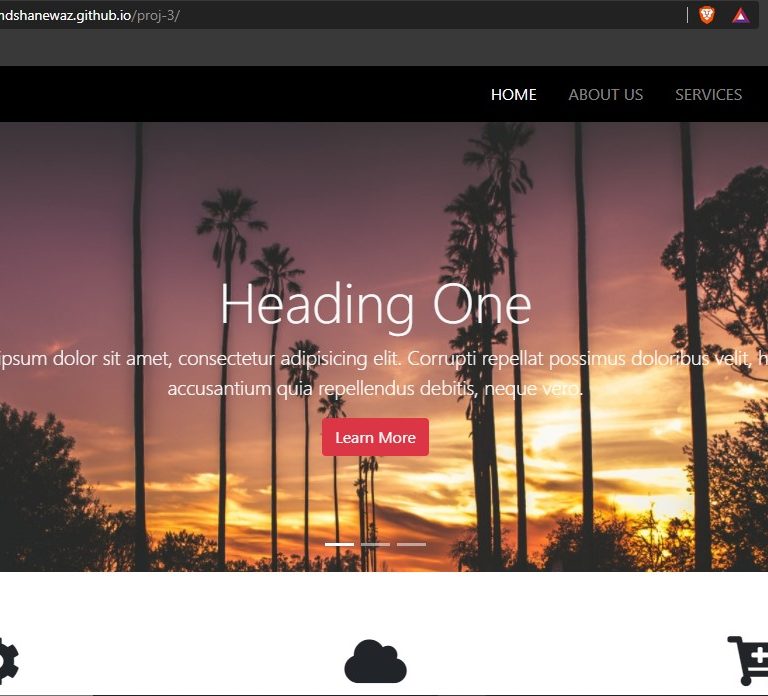 ndshanewaz.github.io/proj-3/
HOME ABOUT US SERVICES
Heading One
ipsum dolor sit amet, consectetur adipisicing elit. Corrupti repellat possimus doloribus velit, h
accusantium quia repellendus debitis, neque vero.
Learn More